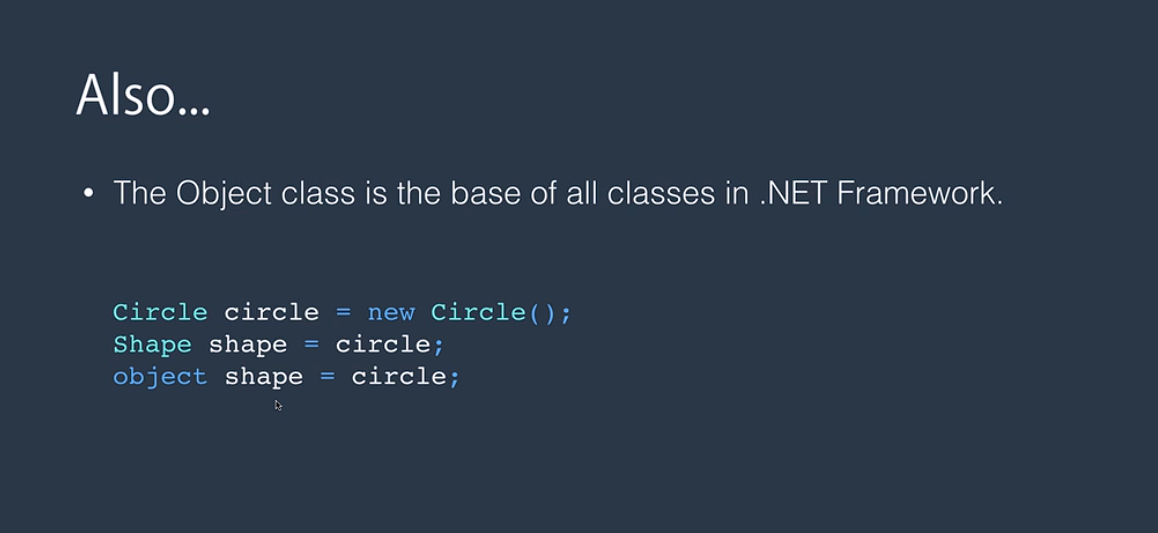 Also...
• The Object class is the base of all classes in .NET Framework.
Circle circle = new Circle();
Shape shape = circle;
object shape = circle;